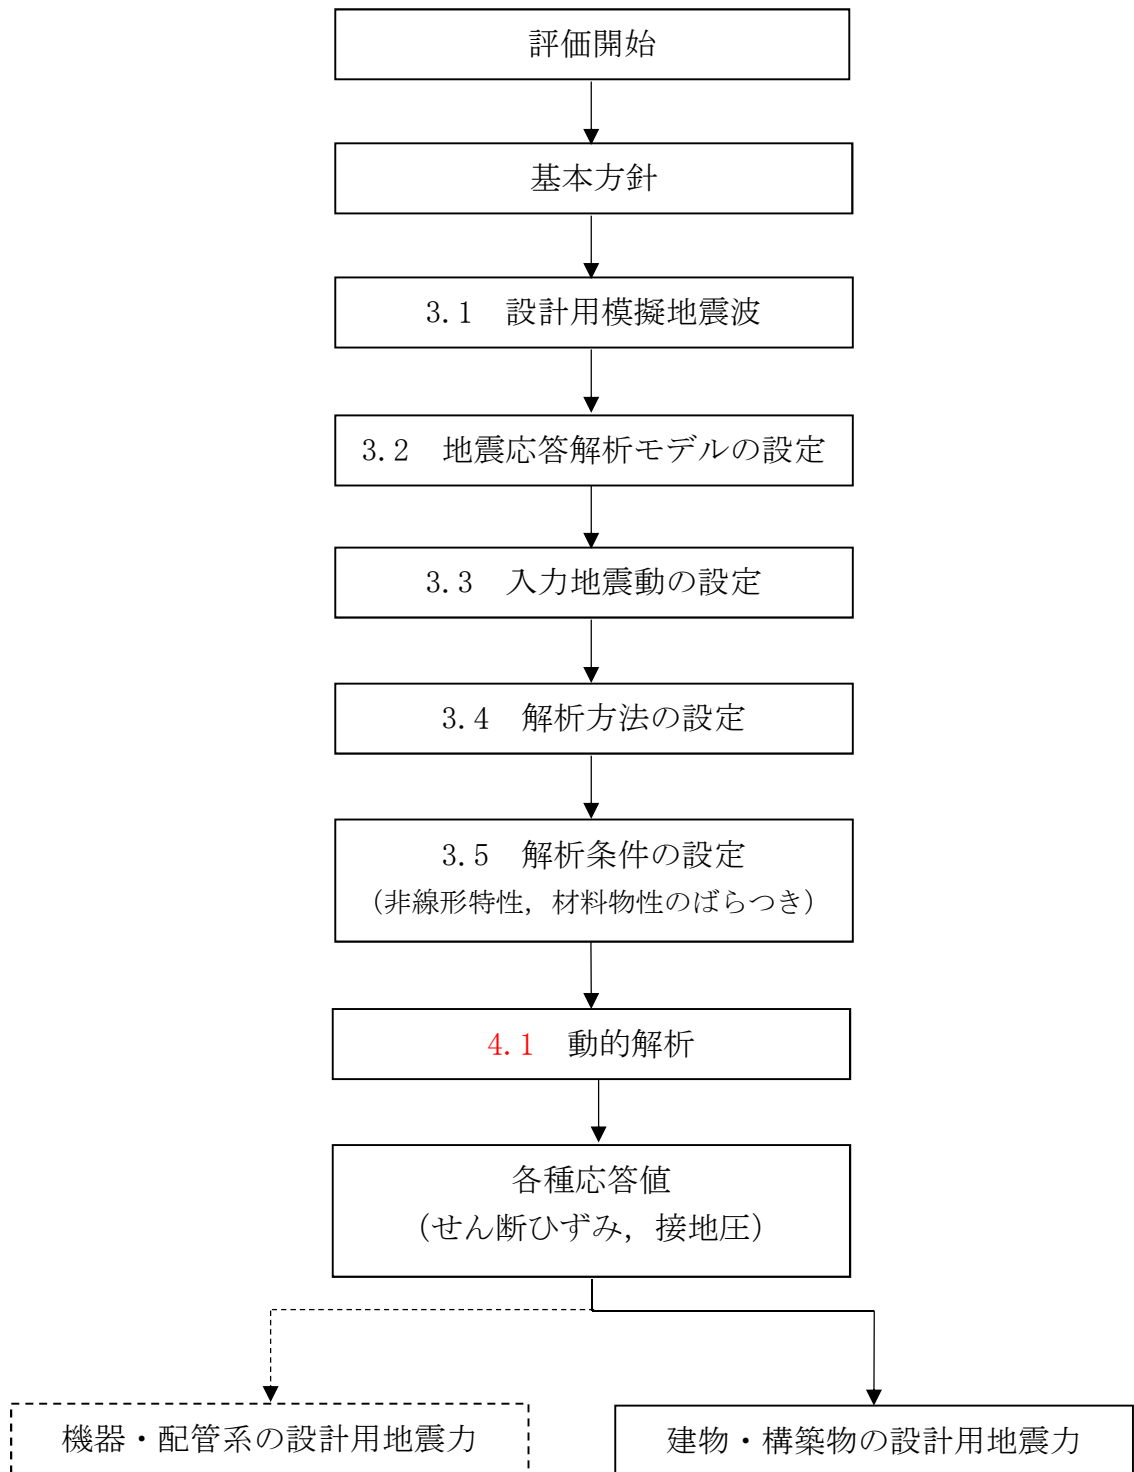 評価開始
基本方針
3.1　設計用模擬地震波
3.2　地震応答解析モデルの設定
3.3　入力地震動の設定
3.4　解析方法の設定
3.5　解析条件の設定
（非線形特性，材料物性のばらつき）
4.1　動的解析
各種応答値
（せん断ひずみ，接地圧）
機器・配管系の設計用地震力
建物・構築物の設計用地震力